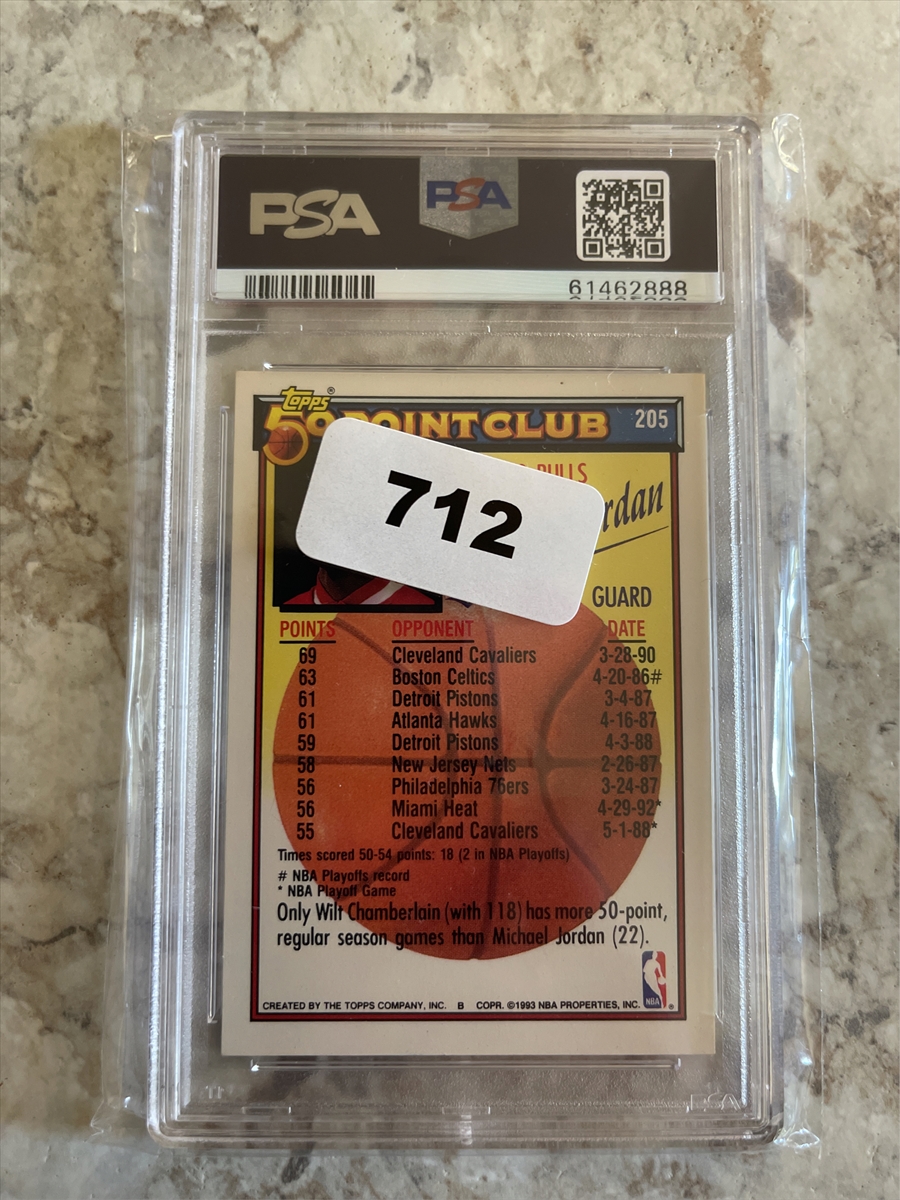 PSA PSA
61462888
TOPPS®
50 POINT CLUB 205
BULLS
rdan
712
GUARD
POINTS OPPONENT DATE
69 Cleveland Cavaliers 3-28-90
63 Boston Celtics 4-20-86#
61 Detroit Pistons 3-4-87
61 Atlanta Hawks 4-16-87
59 Detroit Pistons 4-3-88
58 New Jersey Nets 2-26-87
56 Philadelphia 76ers 3-24-87
56 Miami Heat 4-29-92*
55 Cleveland Cavaliers 5-1-88*
Times scored 50-54 points: 18 (2 in NBA Playoffs)
# NBA Playoffs record
* NBA Playoff Game
Only Wilt Chamberlain (with 118) has more 50-point,
regular season games than Michael Jordan (22).
NBA
CREATED BY THE TOPPS COMPANY, INC. B COPR. ©1993 NBA PROPERTIES, INC. ®
PSA